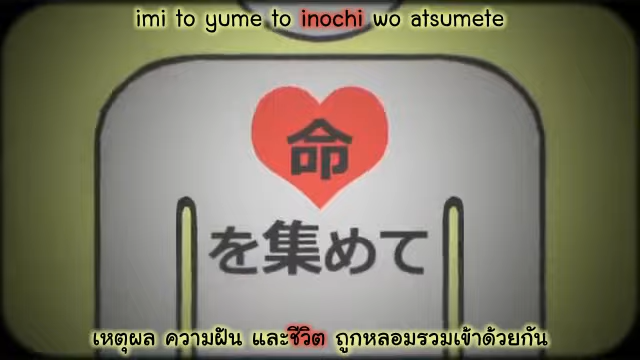 imi to yume to inochi wo atsumete
命
を集めて
เหตุผล ความฝัน และชีวิต ถูกหลอมรวมเข้าด้วยกัน